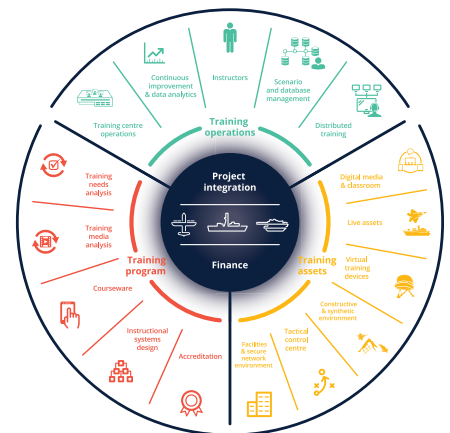 Instructors
Continuous
improvement
& data analytics
Scenario
and database
management
Training centre
operations
Training
operations
Distributed
training
Project
integration
Finance
Training
needs
analysis
Training
media
analysis
Training
program
Courseware
Instructional
systems
design
Accreditation
Digital media
& classroom
Live assets
Training
assets
Virtual
training
devices
Constructive
& synthetic
environment
Tactical
control
centre
Facilities
& secure
network
environment